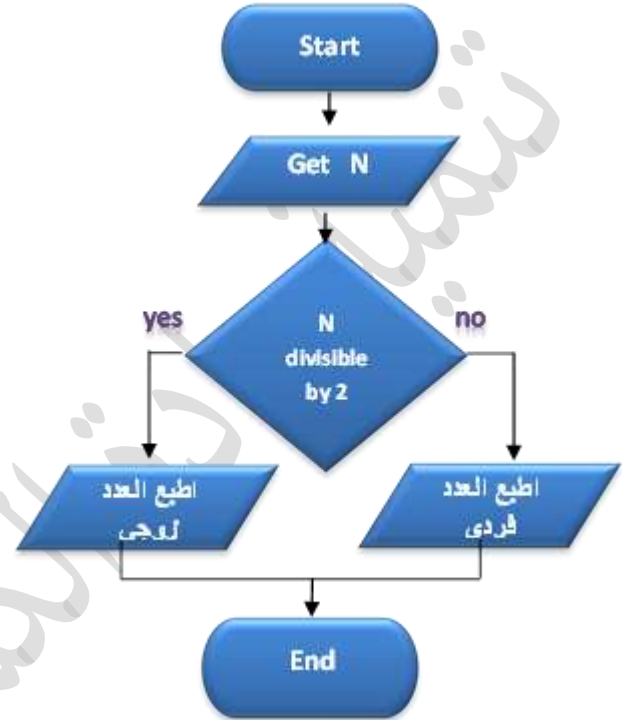 Start
Get N
N
divisible
by 2
yes
no
اطبع العدد
زوجى
اطبع العدد
فردى
End